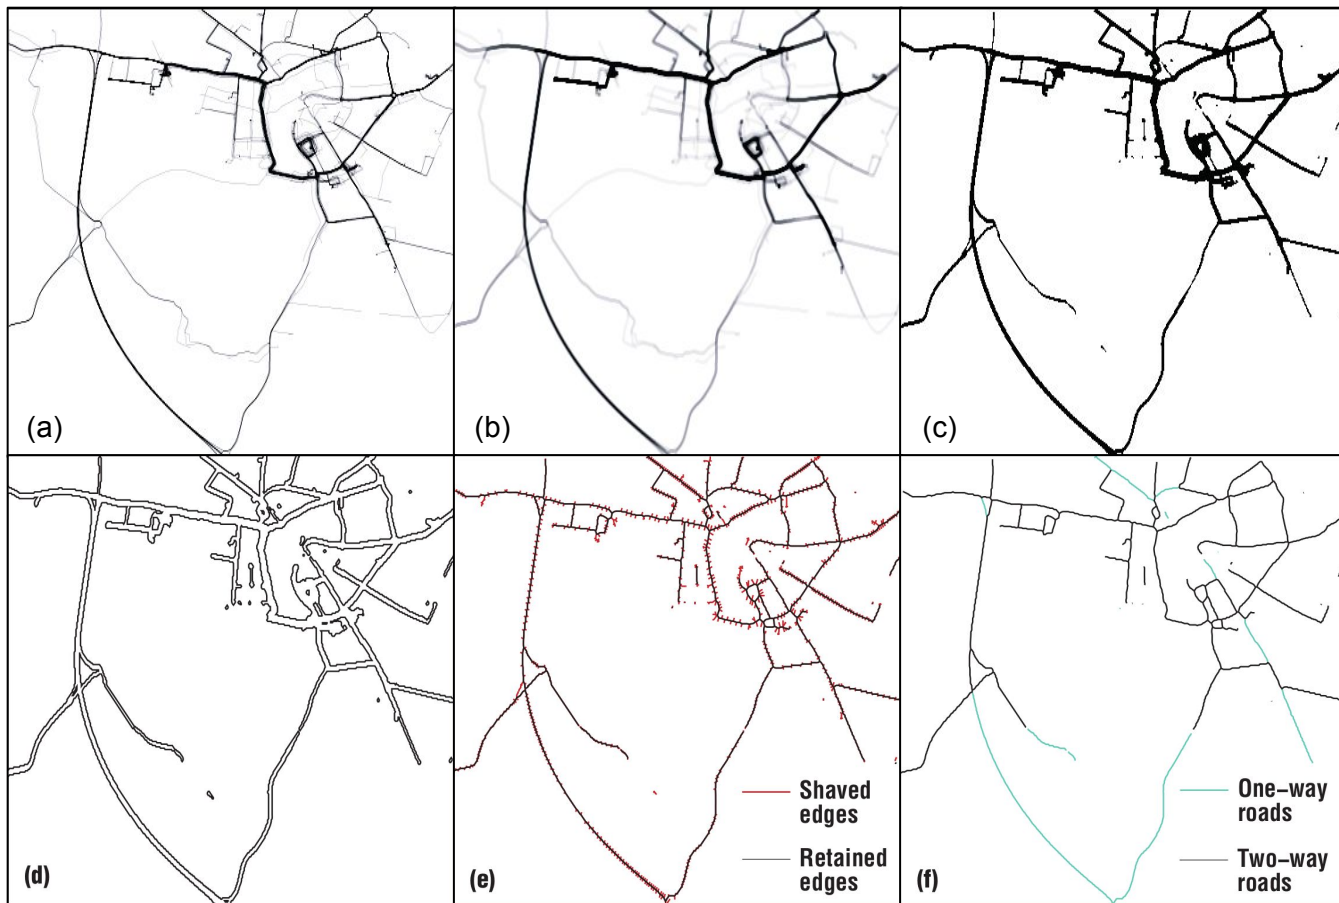 (a)
(b)
(c)
(d)
(e)
Shaved
edges
Retained
edges
(f)
One–way
roads
Two–way
roads